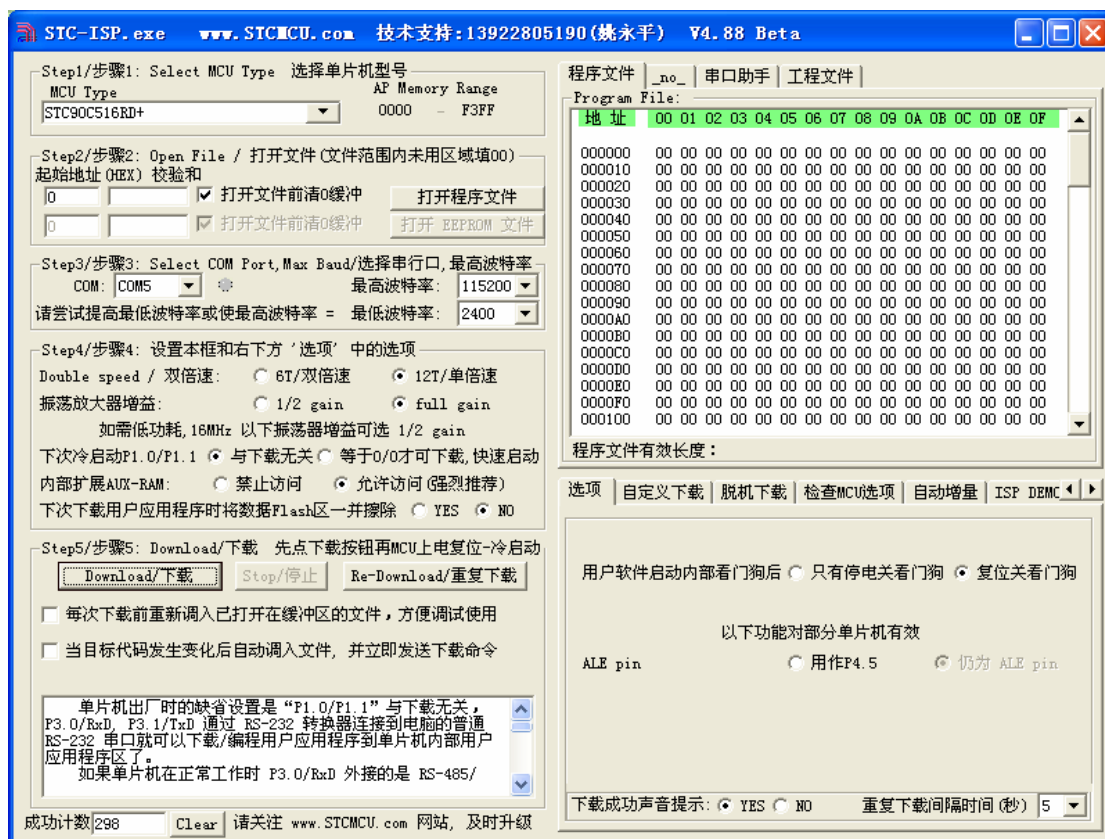 STC-ISP.exe www.STCMCU.com 技术支持:13922805190(姚永平) V4.88 Beta
Step1/步骤1: Select MCU Type 选择单片机型号
MCU Type AP Memory Range
STC90C516RD+ 0000 - F3FF
Step2/步骤2: Open File / 打开文件(文件范围内未用区域填00)
起始地址(HEX) 校验和
0 打开文件前清0缓冲 打开程序文件
0 打开文件前清0缓冲 打开 EEPROM 文件
Step3/步骤3: Select COM Port,Max Baud/选择串行口,最高波特率
COM: COM5 最高波特率: 115200
请尝试提高最低波特率或使最高波特率 = 最低波特率: 2400
Step4/步骤4: 设置本框和右下方 '选项' 中的选项
Double speed / 双倍速: 6T/双倍速 12T/单倍速
振荡放大器增益: 1/2 gain full gain
如需低功耗,16MHz 以下振荡器增益可选 1/2 gain
下次冷启动P1.0/P1.1 与下载无关 等于0/0才可下载,快速启动
内部扩展AUX-RAM: 禁止访问 允许访问(强烈推荐)
下次下载用户应用程序时将数据Flash区一并擦除 YES NO
Step5/步骤5: Download/下载 先点下载按钮再MCU上电复位-冷启动
Download/下载 Stop/停止 Re-Download/重复下载
每次下载前重新调入已打开在缓冲区的文件，方便调试使用
当目标代码发生变化后自动调入文件, 并立即发送下载命令
单片机出厂时的缺省设置是“P1.0/P1.1”与下载无关，
P3.0/RxD, P3.1/TxD 通过 RS-232 转换器连接到电脑的普通
RS-232 串口就可以下载/编程用户应用程序到单片机内部用户
应用程序区了。
如果单片机在正常工作时 P3.0/RxD 外接的是 RS-485/
成功计数 298 Clear 请关注 www.STCMCU.com 网站, 及时升级
程序文件 _no_ 串口助手 工程文件
Program File:
地 址 00 01 02 03 04 05 06 07 08 09 0A 0B 0C 0D 0E 0F
000000 00 00 00 00 00 00 00 00 00 00 00 00 00 00 00 00
000010 00 00 00 00 00 00 00 00 00 00 00 00 00 00 00 00
000020 00 00 00 00 00 00 00 00 00 00 00 00 00 00 00 00
000030 00 00 00 00 00 00 00 00 00 00 00 00 00 00 00 00
000040 00 00 00 00 00 00 00 00 00 00 00 00 00 00 00 00
000050 00 00 00 00 00 00 00 00 00 00 00 00 00 00 00 00
000060 00 00 00 00 00 00 00 00 00 00 00 00 00 00 00 00
000070 00 00 00 00 00 00 00 00 00 00 00 00 00 00 00 00
000080 00 00 00 00 00 00 00 00 00 00 00 00 00 00 00 00
000090 00 00 00 00 00 00 00 00 00 00 00 00 00 00 00 00
0000A0 00 00 00 00 00 00 00 00 00 00 00 00 00 00 00 00
0000B0 00 00 00 00 00 00 00 00 00 00 00 00 00 00 00 00
0000C0 00 00 00 00 00 00 00 00 00 00 00 00 00 00 00 00
0000D0 00 00 00 00 00 00 00 00 00 00 00 00 00 00 00 00
0000E0 00 00 00 00 00 00 00 00 00 00 00 00 00 00 00 00
0000F0 00 00 00 00 00 00 00 00 00 00 00 00 00 00 00 00
000100 00 00 00 00 00 00 00 00 00 00 00 00 00 00 00 00
程序文件有效长度：
选项 自定义下载 脱机下载 检查MCU选项 自动增量 ISP DEMC
用户软件启动内部看门狗后 只有停电关看门狗 复位关看门狗
以下功能对部分单片机有效
ALE pin 用作P4.5 仍为 ALE pin
下载成功声音提示: YES NO 重复下载间隔时间(秒) 5